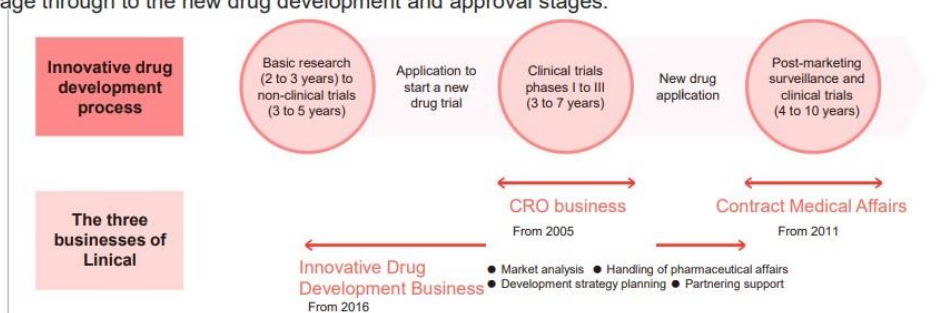 age through to the new drug development and approval stages.
Innovative drug
development
process
Basic research
(2 to 3 years) to
non-clinical trials
(3 to 5 years)
Application to
start a new
drug trial
Clinical trials
phases I to III
(3 to 7 years)
New drug
application
Post-marketing
surveillance and
clinical trials
(4 to 10 years)
The three
businesses of
Linical
CRO business
From 2005
Contract Medical Affairs
From 2011
Innovative Drug
Development Business
From 2016
● Market analysis ● Handling of pharmaceutical affairs
● Development strategy planning ● Partnering support